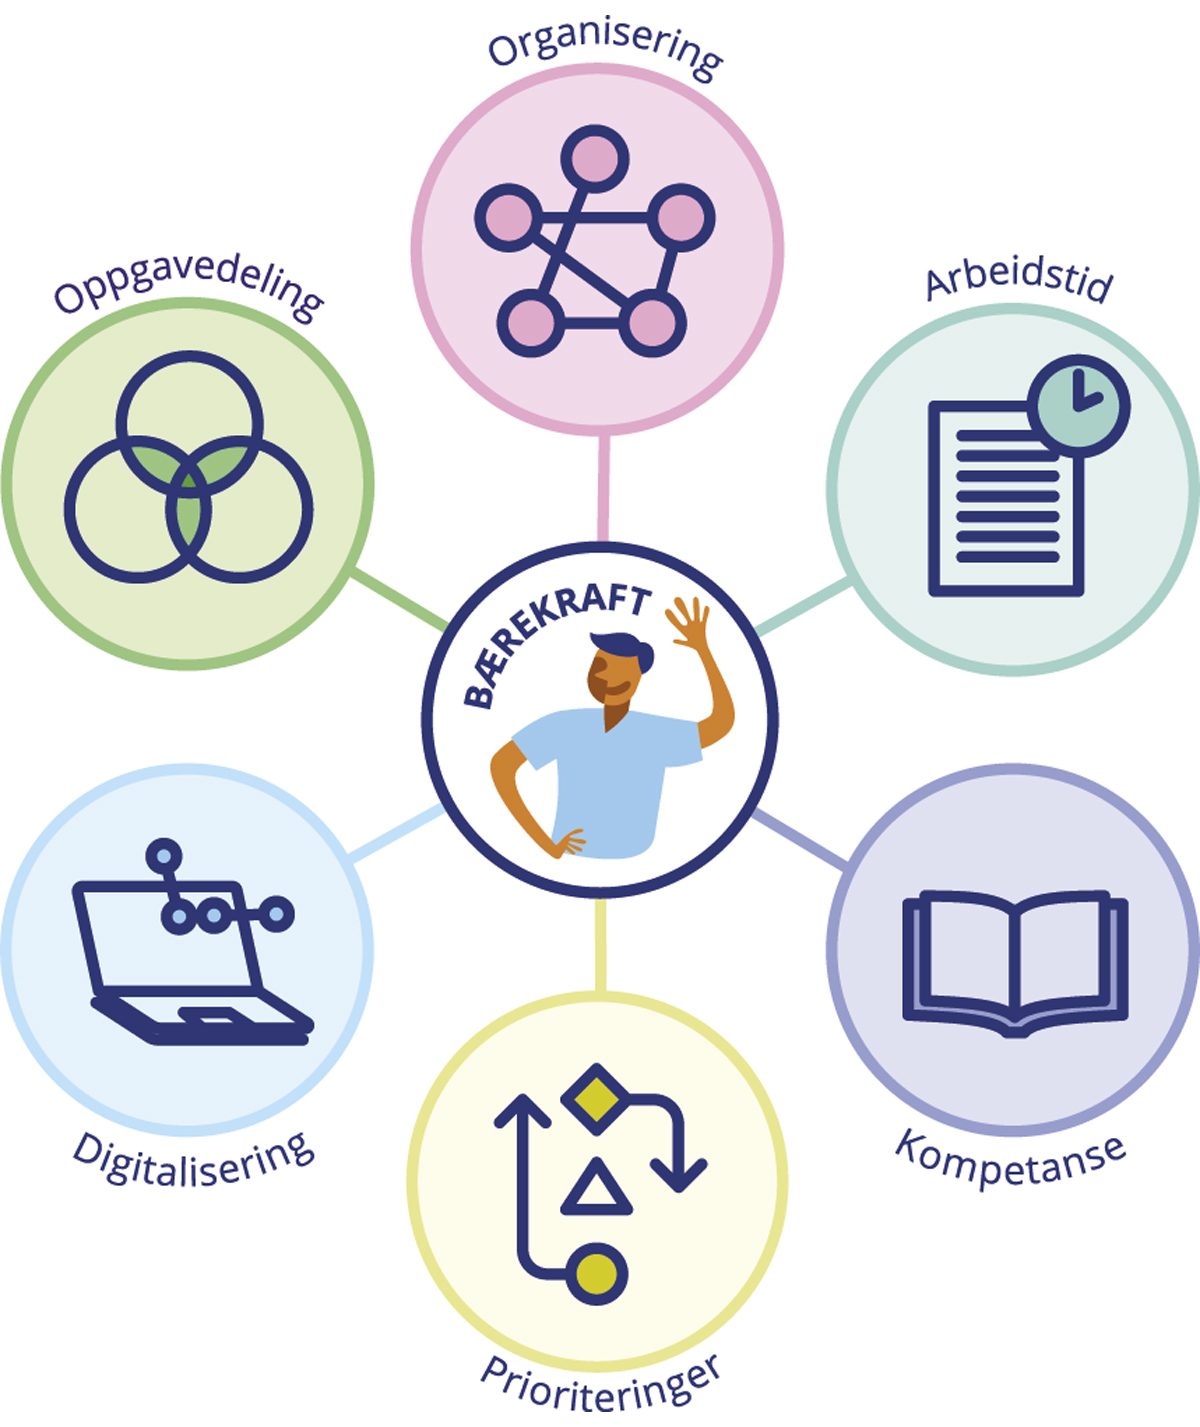 Organisering
Oppgavedeling
Arbeidstid
BÆREKRAFT
Digitalisering
Kompetanse
Prioriteringer